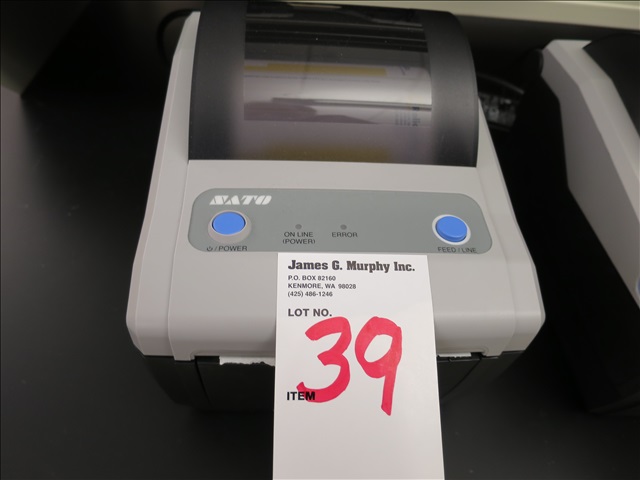 SATO
ON LINE
(POWER)
ERROR
⏻ / POWER
FEED / LINE
James G. Murphy Inc.
P.O. BOX 82160
KENMORE, WA 98028
(425) 486-1246
LOT NO.
39
ITEM